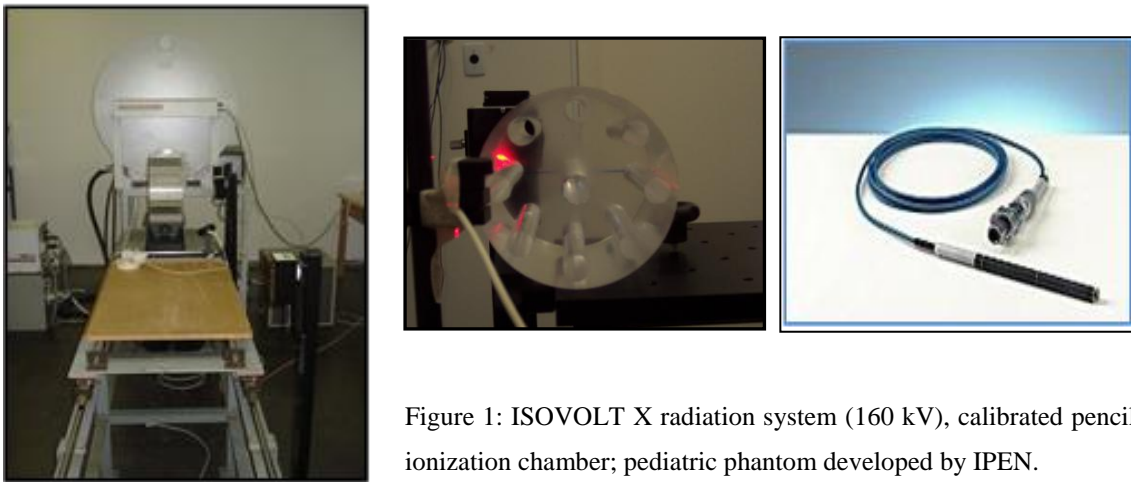 Figure 1: ISOVOLT X radiation system (160 kV), calibrated pencil
ionization chamber; pediatric phantom developed by IPEN.